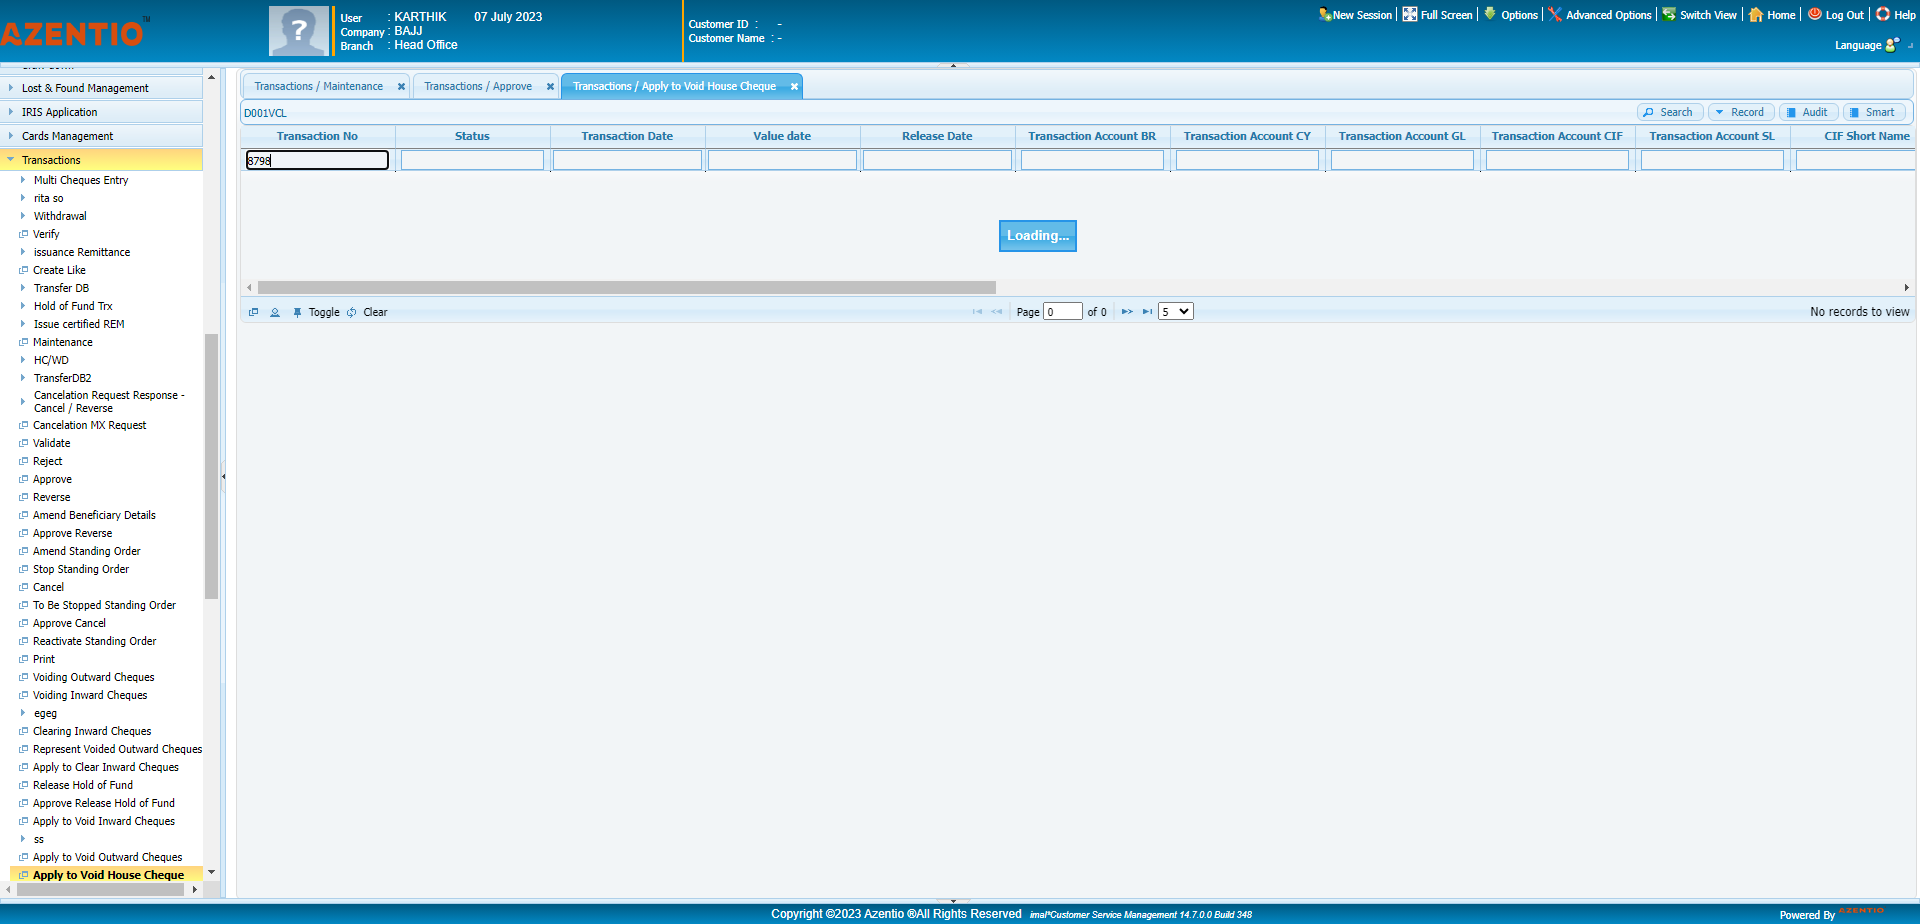 AZENTIO™
User : KARTHIK 07 July 2023
Company : BAJJ
Branch : Head Office
Customer ID : -
Customer Name : -
New Session Full Screen Options Advanced Options Switch View Home Log Out Help
Language
Lost & Found Management
IRIS Application
Cards Management
Transactions
Multi Cheques Entry
rita so
Withdrawal
Verify
issuance Remittance
Create Like
Transfer DB
Hold of Fund Trx
Issue certified REM
Maintenance
HC/WD
TransferDB2
Cancelation Request Response -
Cancel / Reverse
Cancelation MX Request
Validate
Reject
Approve
Reverse
Amend Beneficiary Details
Approve Reverse
Amend Standing Order
Stop Standing Order
Cancel
To Be Stopped Standing Order
Approve Cancel
Reactivate Standing Order
Print
Voiding Outward Cheques
Voiding Inward Cheques
egeg
Clearing Inward Cheques
Represent Voided Outward Cheques
Apply to Clear Inward Cheques
Release Hold of Fund
Approve Release Hold of Fund
Apply to Void Inward Cheques
ss
Apply to Void Outward Cheques
Apply to Void House Cheque
Transactions / Maintenance Transactions / Approve Transactions / Apply to Void House Cheque
D001VCL Search Record Audit Smart
Transaction No Status Transaction Date Value date Release Date Transaction Account BR Transaction Account CY Transaction Account GL Transaction Account CIF Transaction Account SL CIF Short Name
8798
Loading...
Toggle Clear Page 0 of 0 5 No records to view
Copyright ©2023 Azentio ®All Rights Reserved imal*Customer Service Management 14.7.0.0 Build 348
Powered By AZENTIO